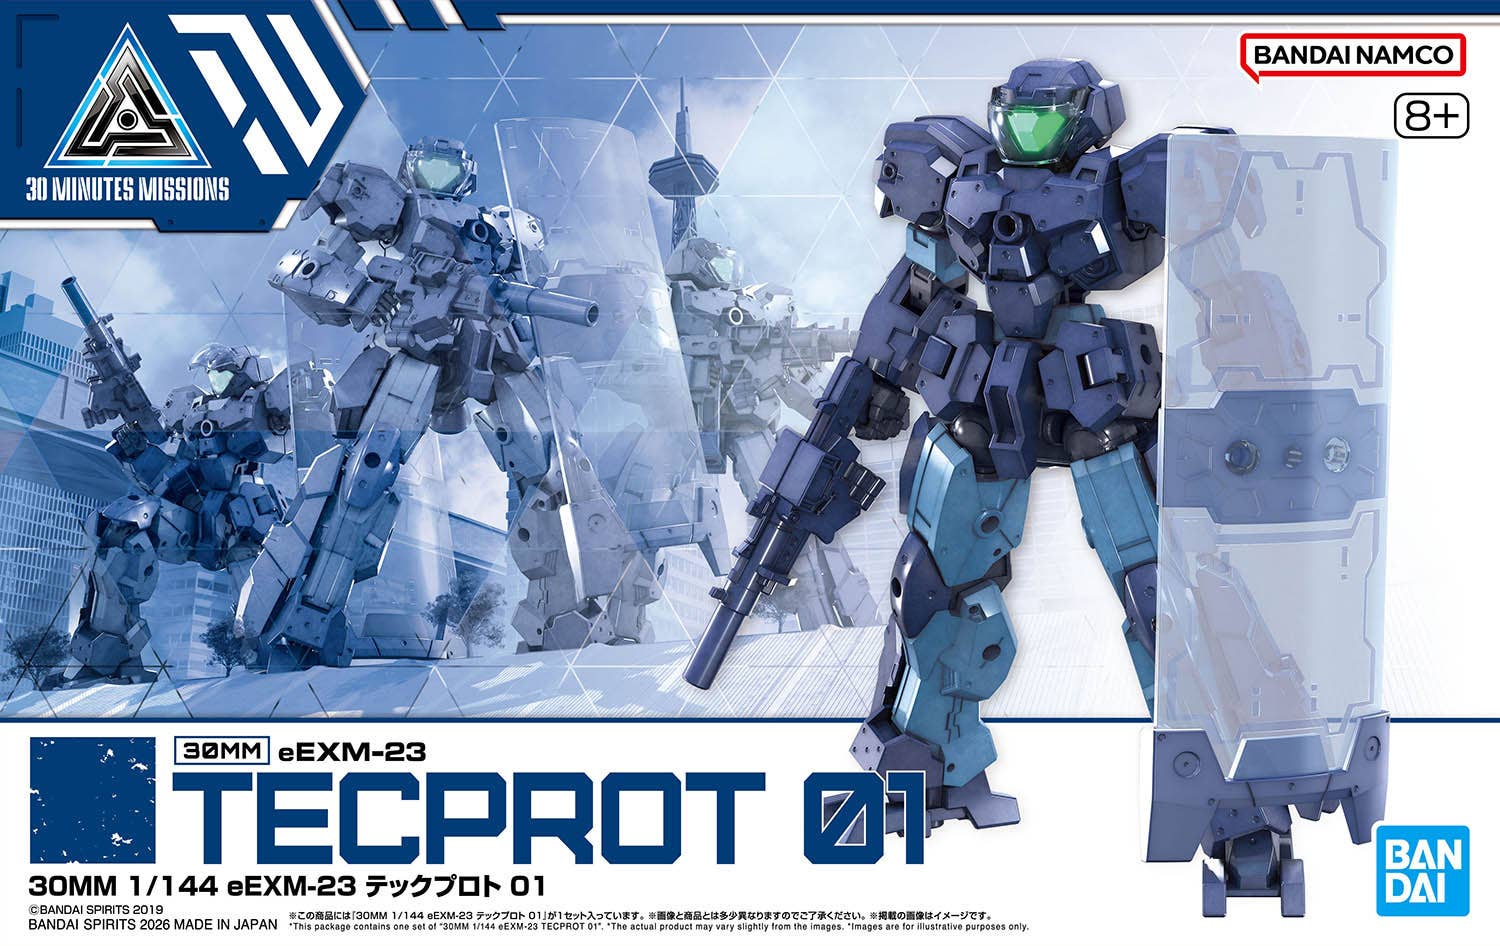 30 MINUTES MISSIONS
BANDAI NAMCO
8+
30MM eEXM-23
TECPROT 01
30MM 1/144 eEXM-23 テックプロト 01
©BANDAI SPIRITS 2019
BANDAI SPIRITS 2026 MADE IN JAPAN
※この商品には「30MM 1/144 eEXM-23 テックプロト 01」が1セット入っています。※画像と商品とは多少異なりますのでご了承ください。※掲載の画像はイメージです。
*This package contains one set of "30MM 1/144 eEXM-23 TECPROT 01". *The actual product may vary slightly from the images. *Images are for illustrative purposes only.
BAN
DAI